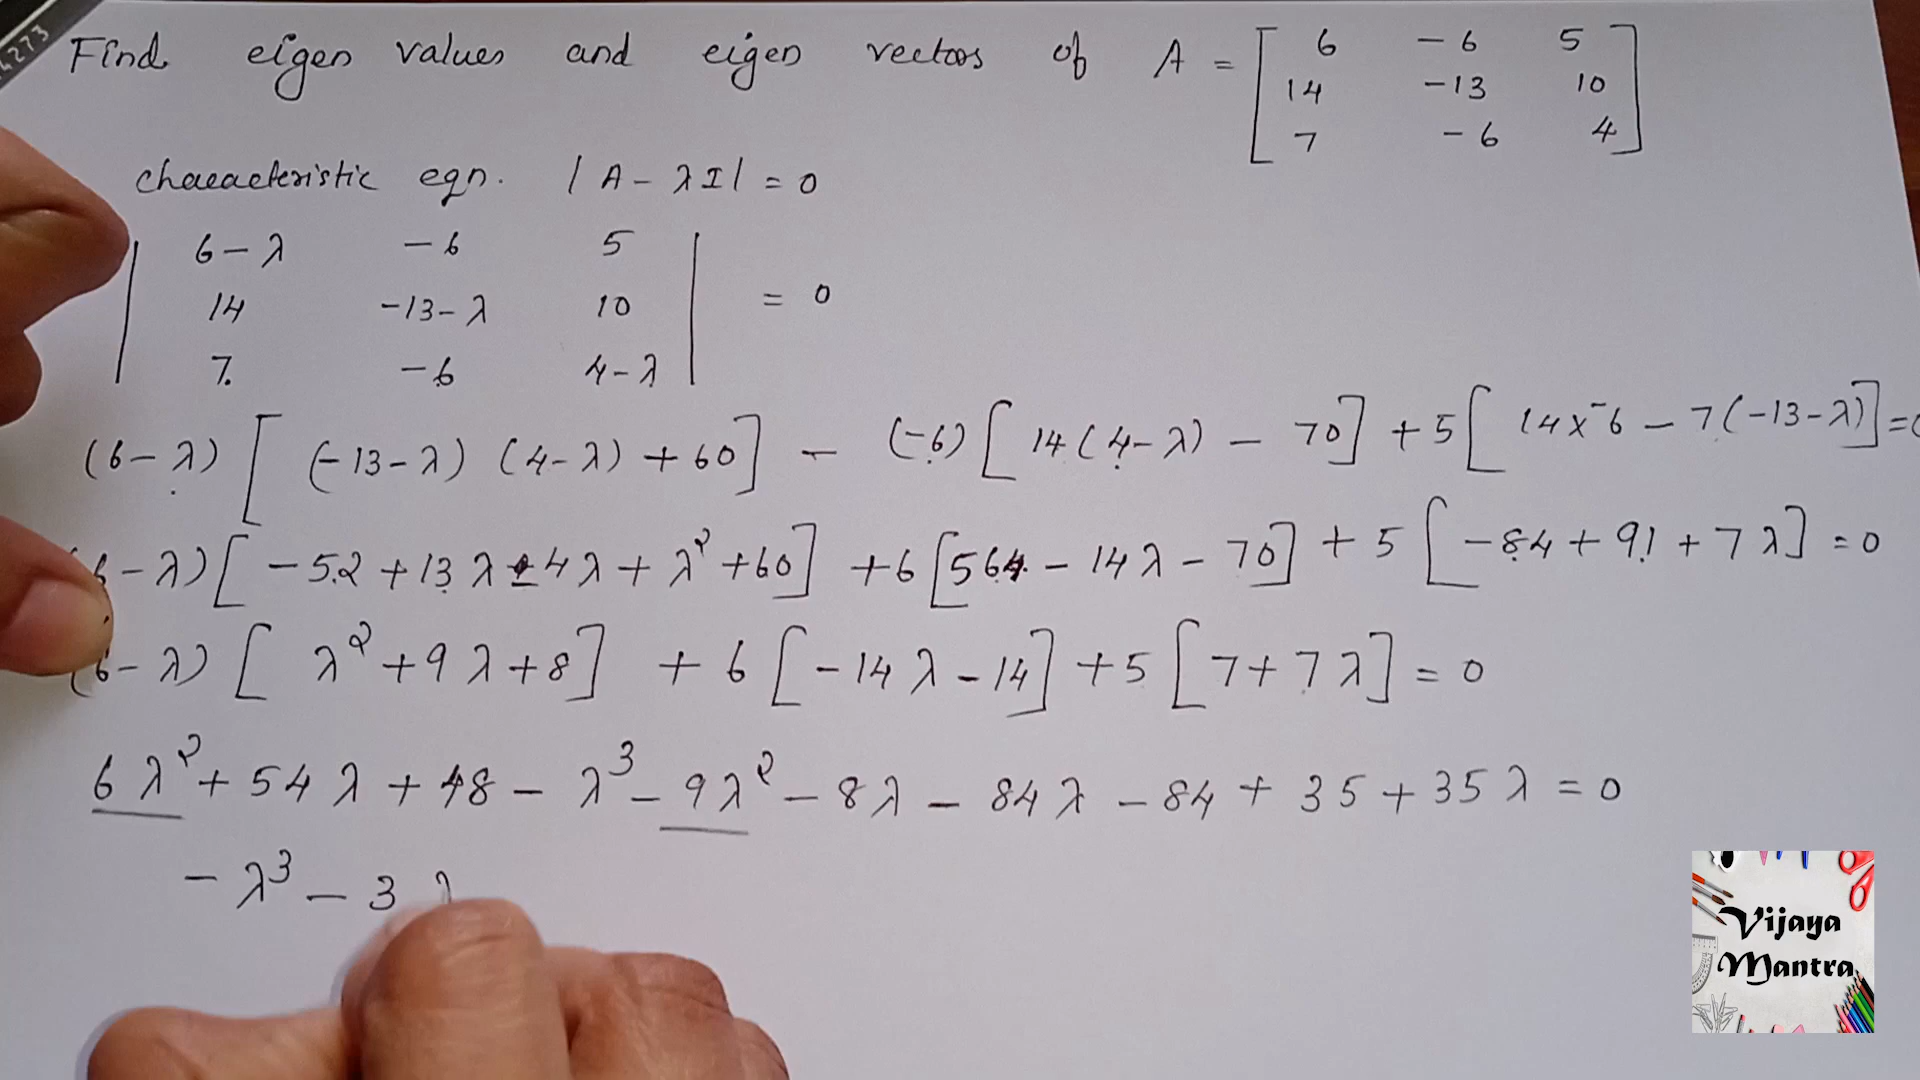 4273
Find eigen values and eigen vectors of A = [ 6 -6 5
14 -13 10
7 -6 4 ]
characteristic eqn. |A - λI| = 0
| 6-λ -6 5 |
| 14 -13-λ 10 | = 0
| 7 -6 4-λ |
(6-λ) [ (-13-λ) (4-λ) + 60 ] - (-6) [ 14(4-λ) - 70 ] + 5 [ 14x-6 - 7(-13-λ) ] = 0
6-λ) [ -52 + 13λ - 4λ + λ² + 60 ] + 6 [ 56 - 14λ - 70 ] + 5 [ -84 + 91 + 7λ ] = 0
(6-λ) [ λ² + 9λ + 8 ] + 6 [ -14λ - 14 ] + 5 [ 7 + 7λ ] = 0
6λ² + 54λ + 48 - λ³ - 9λ² - 8λ - 84λ - 84 + 35 + 35λ = 0
-λ³ - 3λ
Vijaya
Mantra